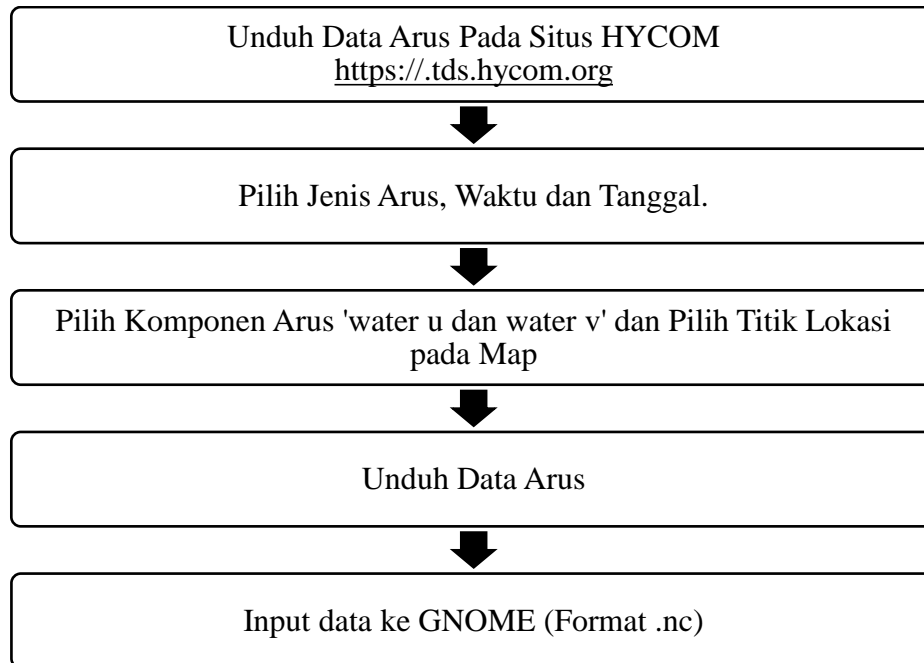 Unduh Data Arus Pada Situs HYCOM
https://.tds.hycom.org
Pilih Jenis Arus, Waktu dan Tanggal.
Pilih Komponen Arus 'water u dan water v' dan Pilih Titik Lokasi
pada Map
Unduh Data Arus
Input data ke GNOME (Format .nc)